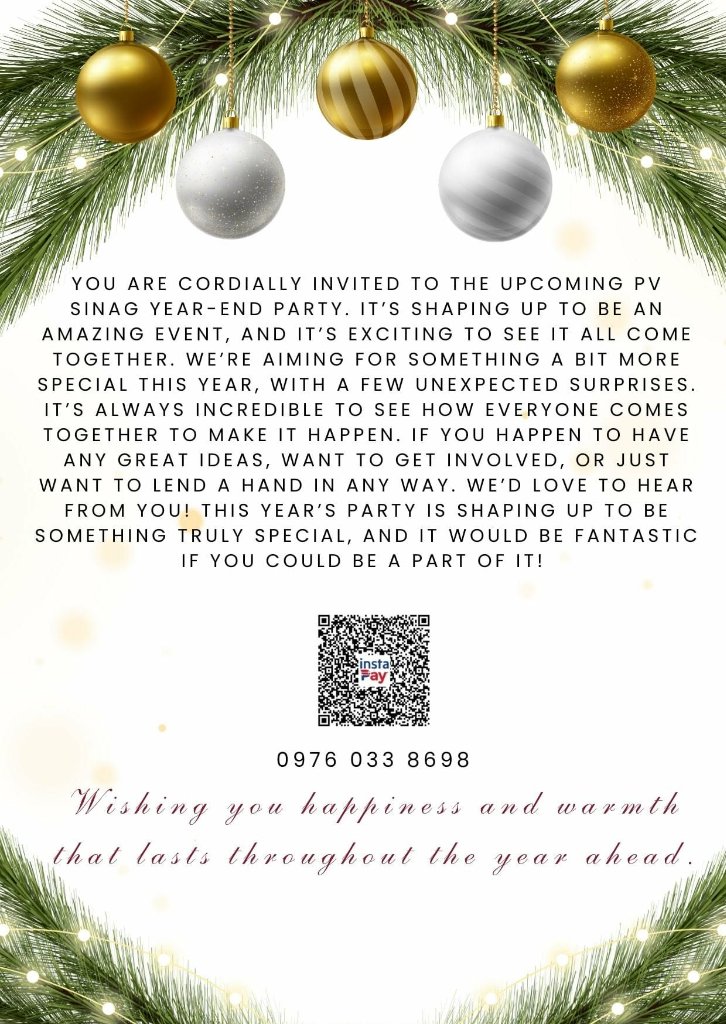 YOU ARE CORDIALLY INVITED TO THE UPCOMING PV
SINAG YEAR-END PARTY. IT'S SHAPING UP TO BE AN
AMAZING EVENT, AND IT'S EXCITING TO SEE IT ALL COME
TOGETHER. WE'RE AIMING FOR SOMETHING A BIT MORE
SPECIAL THIS YEAR, WITH A FEW UNEXPECTED SURPRISES.
IT'S ALWAYS INCREDIBLE TO SEE HOW EVERYONE COMES
TOGETHER TO MAKE IT HAPPEN. IF YOU HAPPEN TO HAVE
ANY GREAT IDEAS, WANT TO GET INVOLVED, OR JUST
WANT TO LEND A HAND IN ANY WAY. WE'D LOVE TO HEAR
FROM YOU! THIS YEAR'S PARTY IS SHAPING UP TO BE
SOMETHING TRULY SPECIAL, AND IT WOULD BE FANTASTIC
IF YOU COULD BE A PART OF IT!
insta
Pay
0976 033 8698
Wishing you happiness and warmth
that lasts throughout the year ahead.